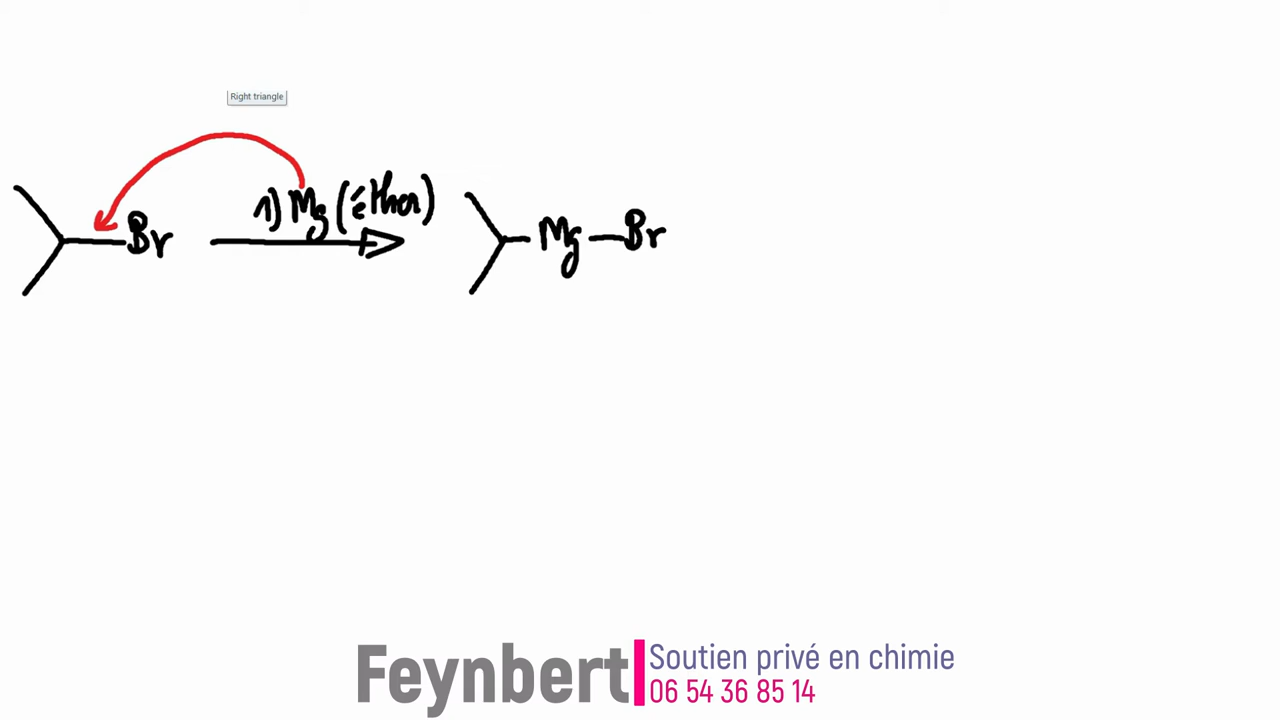 Right triangle
1) Mg (éther)
Br
Mg — Br
Feynbert
Soutien privé en chimie
06 54 36 85 14